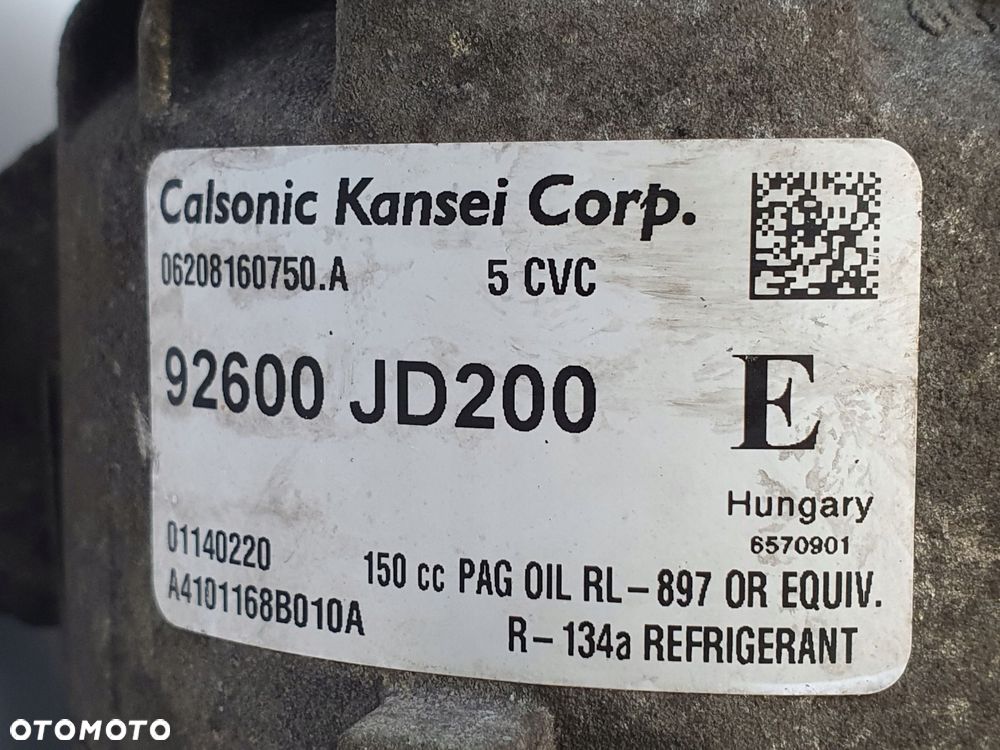 Calsonic Kansei Corp.
06208160750.A 5 CVC
92600 JD200 E
Hungary
6570901
01140220
150 cc PAG OIL RL-897 OR EQUIV.
A4101168B010A
R-134a REFRIGERANT
OTOMOTO